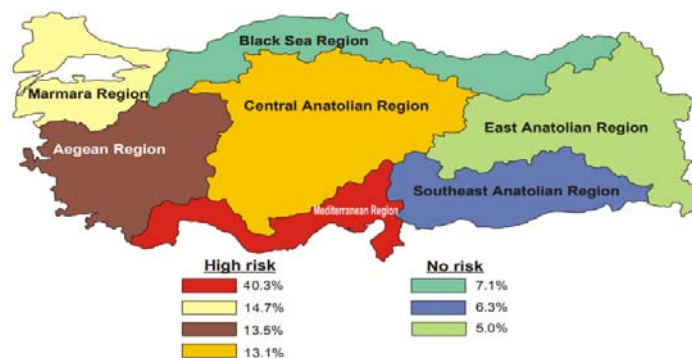 Black Sea Region
Marmara Region
Central Anatolian Region
East Anatolian Region
Aegean Region
Southeast Anatolian Region
Mediterranean Region
High risk
40.3%
14.7%
13.5%
13.1%
No risk
7.1%
6.3%
5.0%